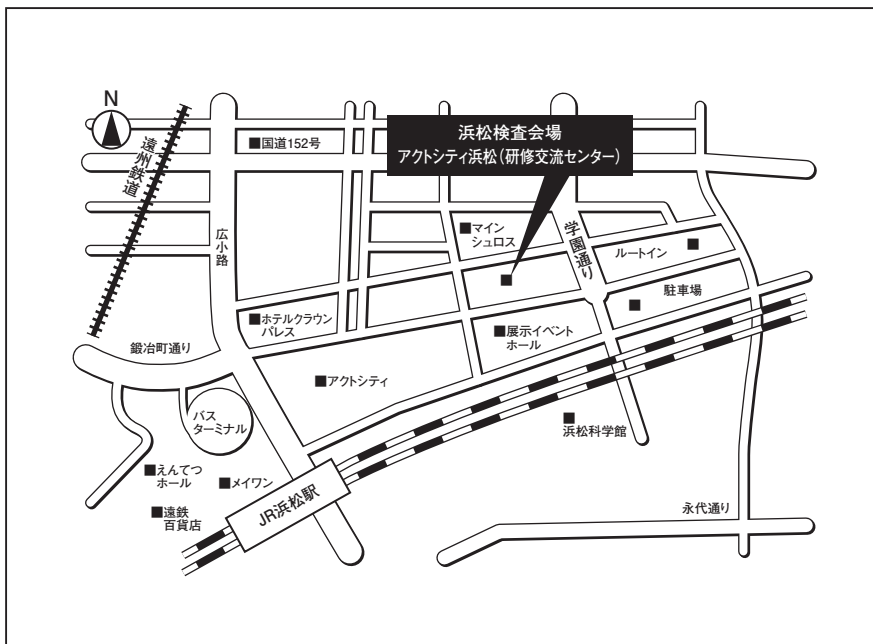 N
遠州鉄道
■国道152号
浜松検査会場
アクトシティ浜松(研修交流センター)
広小路
■マイン
シュロス
学園通り
ルートイン
■ホテルクラウン
パレス
駐車場
■展示イベント
ホール
鍛冶町通り
■アクトシティ
バス
ターミナル
浜松科学館
■えんてつ
ホール
■メイワン
JR浜松駅
■遠鉄
百貨店
永代通り